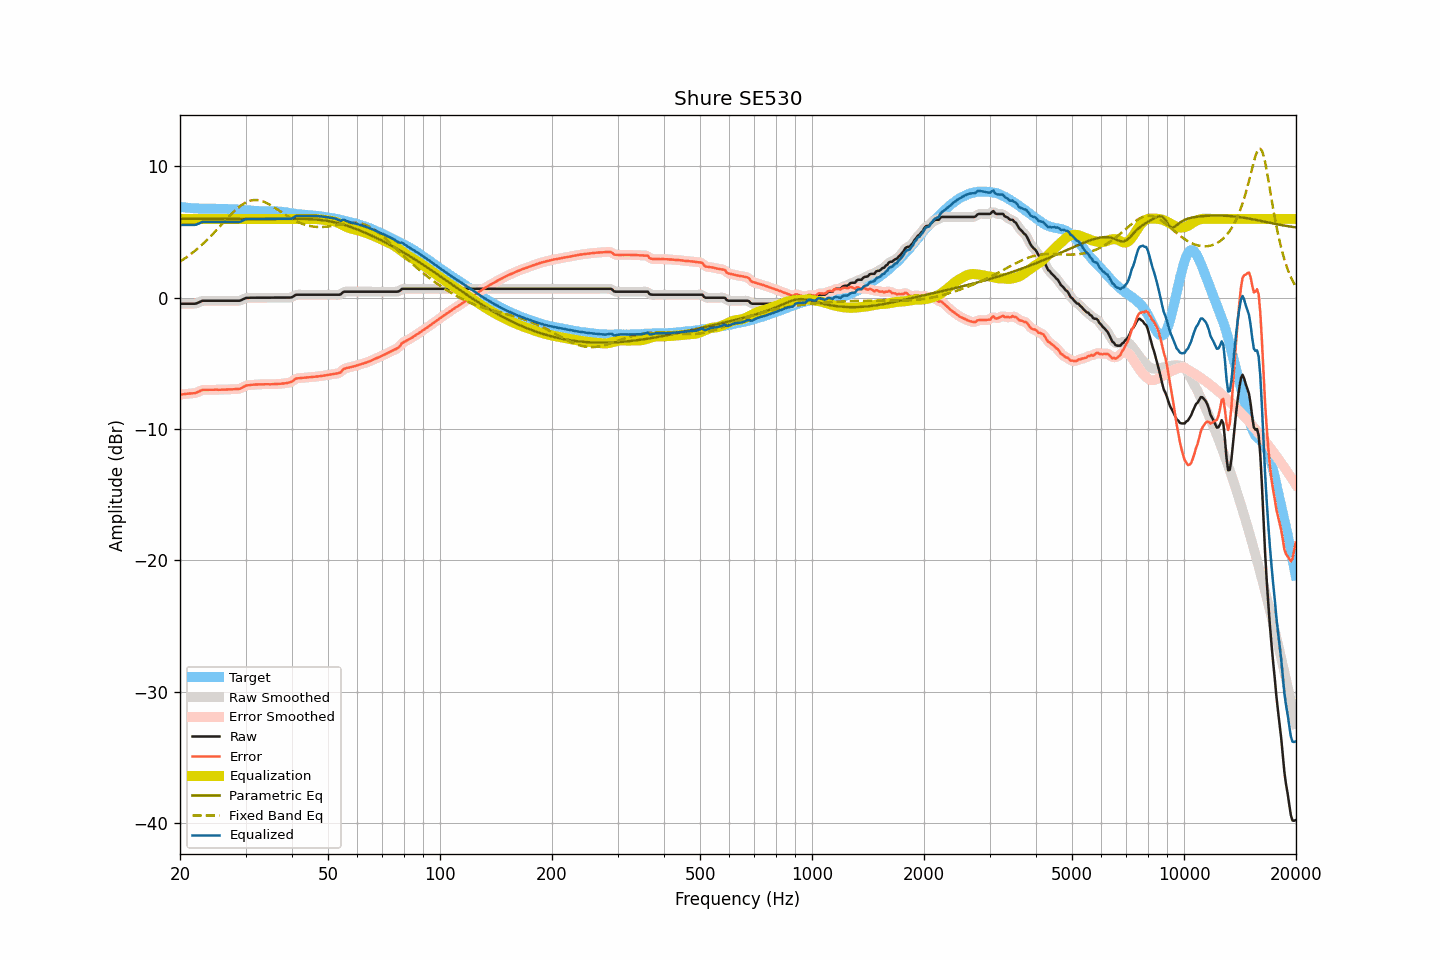 Shure SE530
Amplitude (dBr)
10
0
−10
−20
−30
−40
Target
Raw Smoothed
Error Smoothed
Raw
Error
Equalization
Parametric Eq
Fixed Band Eq
Equalized
20 50 100 200 500 1000 2000 5000 10000 20000
Frequency (Hz)